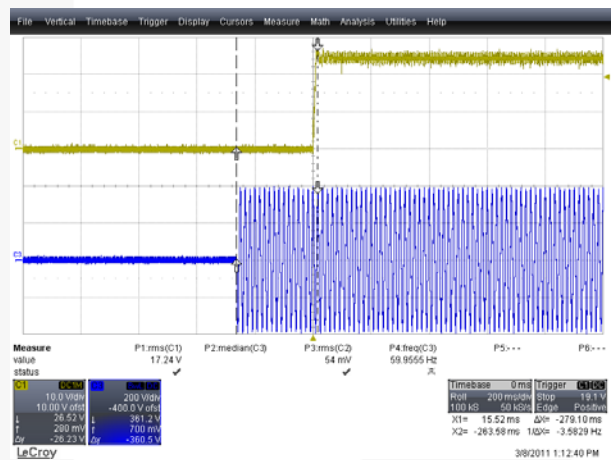 File Vertical Timebase Trigger Display Cursors Measure Math Analysis Utilities Help
C1
C3
Measure P1:rms(C1) P2:median(C3) P3:rms(C2) P4:freq(C3) P5:--- P6:---
value 17.24 V 54 mV 59.9555 Hz
status
C1 DC1M
10.0 V/div 200 V/div
10.00 V ofst -400.0 V ofst
26.52 V 361.2 V
280 mV 700 mV
Δy -26.23 V Δy -360.5 V
Timebase 0 ms Trigger C1 DC
Roll 200 ms/div Stop 19.1 V
100 kS 50 kS/s Edge Positive
X1= 15.52 ms ΔX= -279.10 ms
X2= -263.58 ms 1/ΔX= -3.5829 Hz
LeCroy 3/8/2011 1:12:40 PM